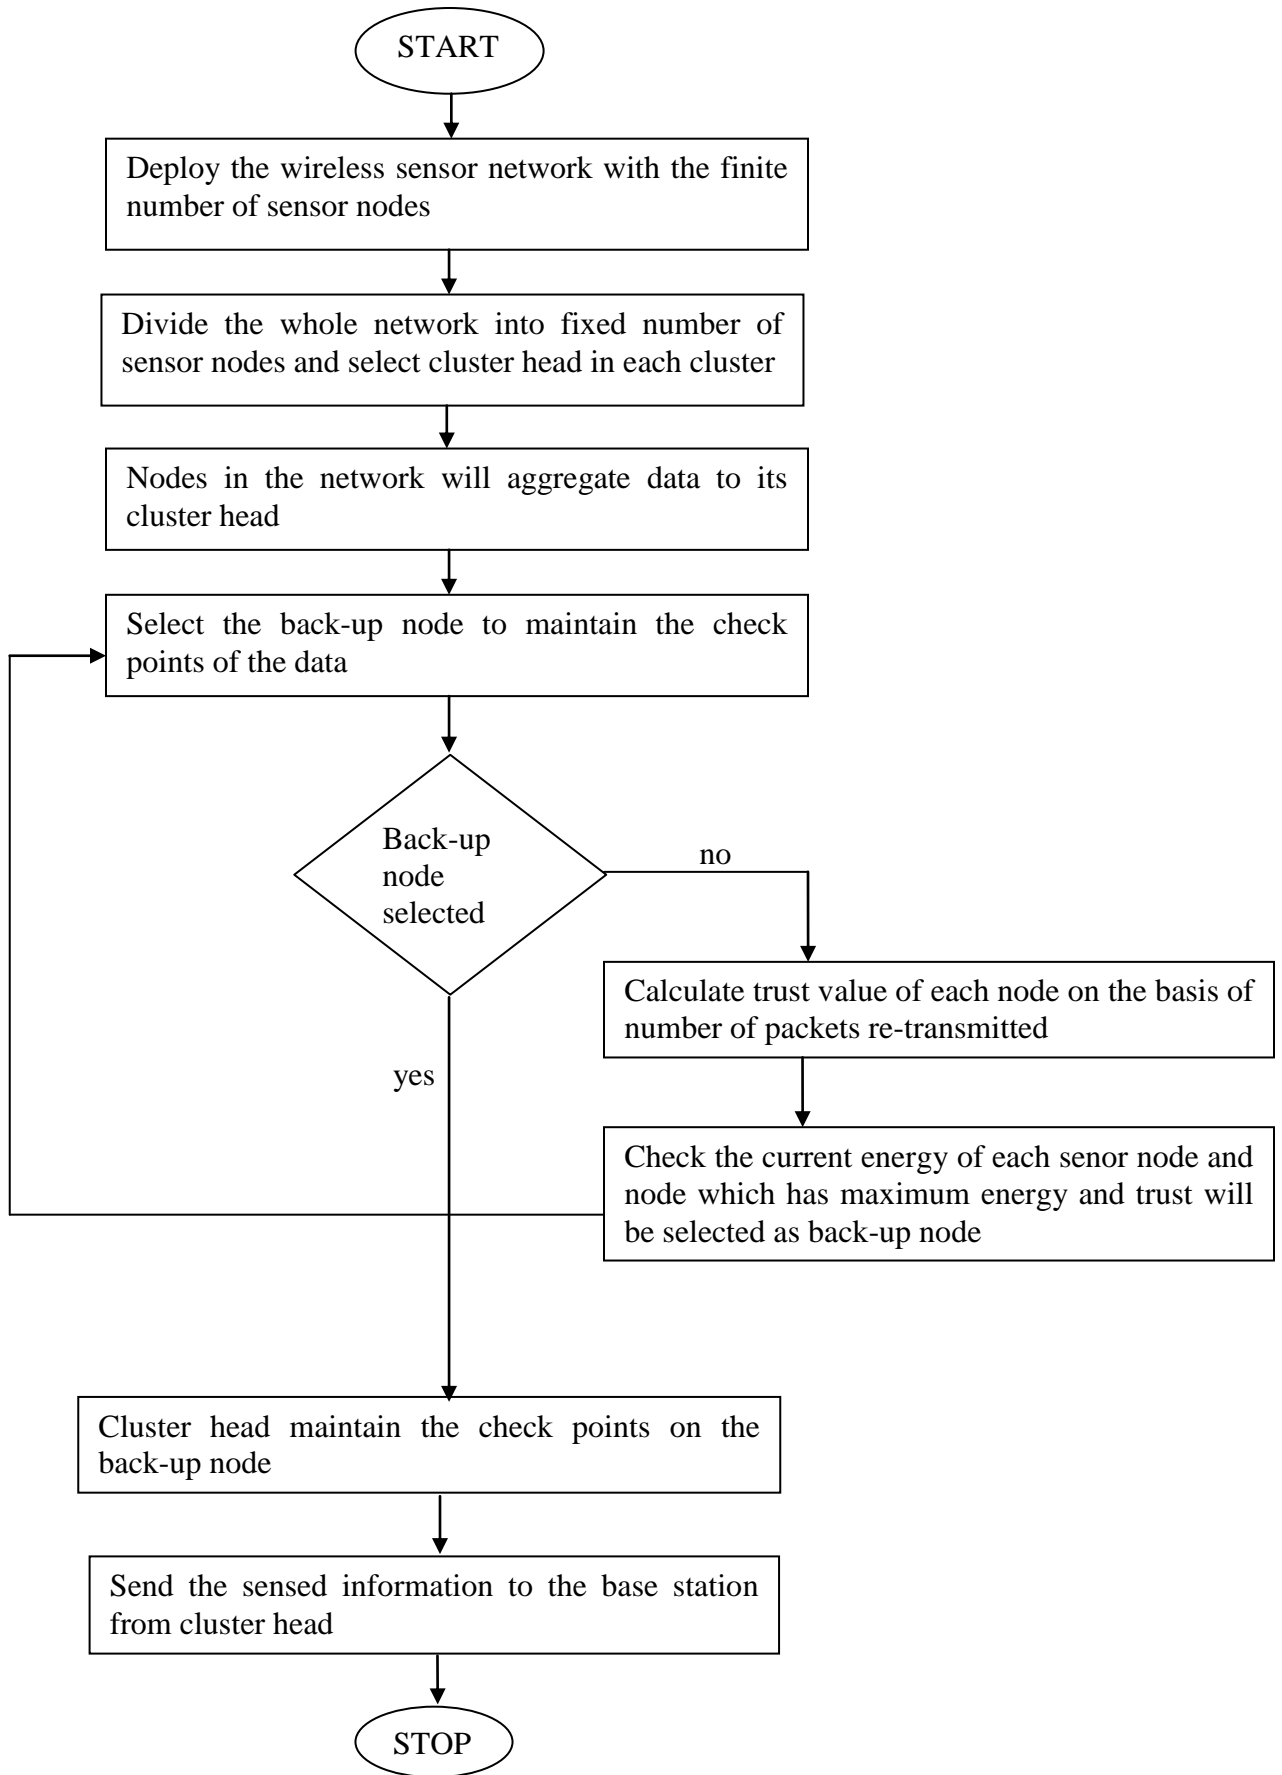 START
Deploy the wireless sensor network with the finite
number of sensor nodes
Divide the whole network into fixed number of
sensor nodes and select cluster head in each cluster
Nodes in the network will aggregate data to its
cluster head
Select the back-up node to maintain the check
points of the data
Back-up
node
selected
no
Calculate trust value of each node on the basis of
number of packets re-transmitted
yes
Check the current energy of each senor node and
node which has maximum energy and trust will
be selected as back-up node
Cluster head maintain the check points on the
back-up node
Send the sensed information to the base station
from cluster head
STOP